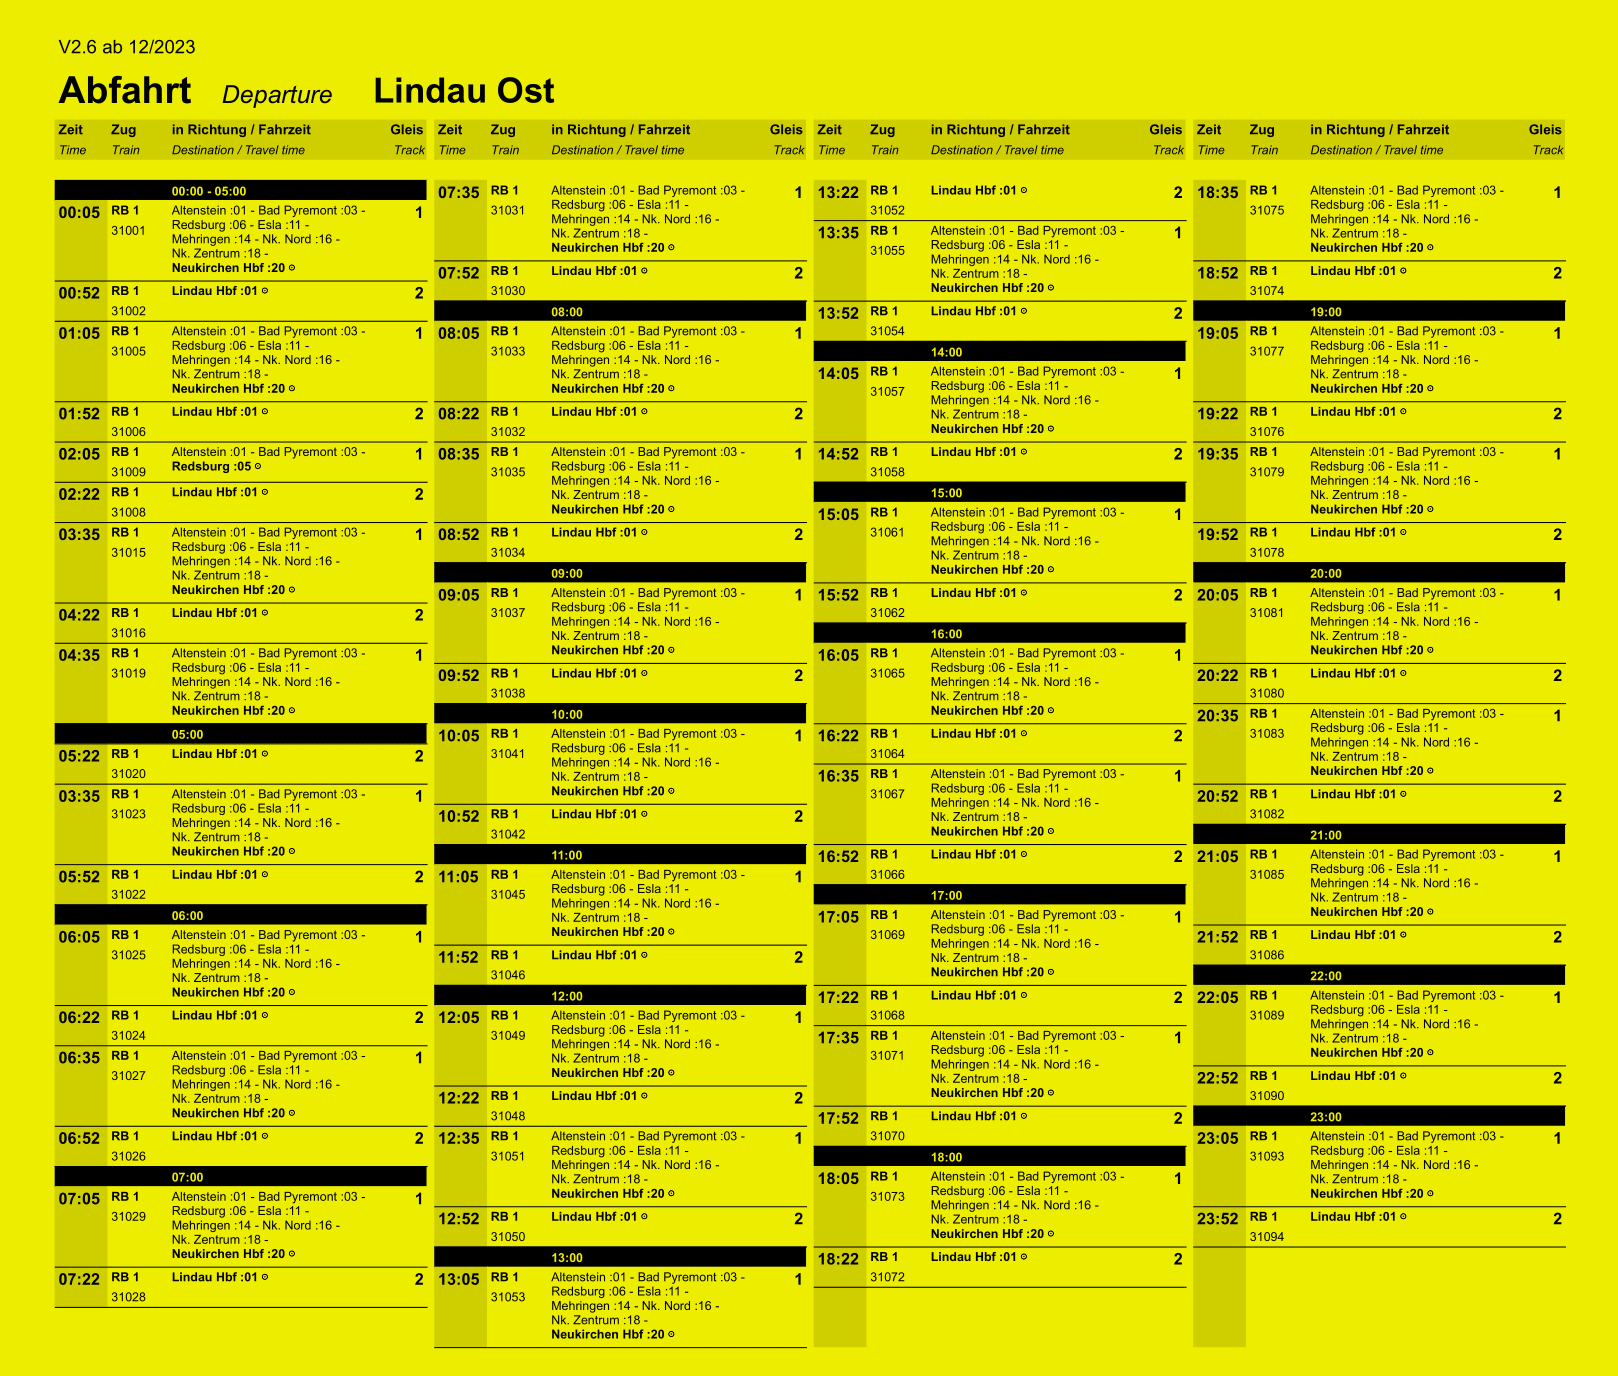 V2.6 ab 12/2023
Abfahrt Departure Lindau Ost
Zeit Zug in Richtung / Fahrzeit Gleis
Time Train Destination / Travel time Track
00:00 - 05:00
00:05 RB 1 Altenstein :01 - Bad Pyremont :03 - 1
31001 Redsburg :06 - Esla :11 -
Mehringen :14 - Nk. Nord :16 -
Nk. Zentrum :18 -
Neukirchen Hbf :20 ⊙
00:52 RB 1 Lindau Hbf :01 ⊙ 2
31002
01:05 RB 1 Altenstein :01 - Bad Pyremont :03 - 1
31005 Redsburg :06 - Esla :11 -
Mehringen :14 - Nk. Nord :16 -
Nk. Zentrum :18 -
Neukirchen Hbf :20 ⊙
01:52 RB 1 Lindau Hbf :01 ⊙ 2
31006
02:05 RB 1 Altenstein :01 - Bad Pyremont :03 - 1
31009 Redsburg :05 ⊙
02:22 RB 1 Lindau Hbf :01 ⊙ 2
31008
03:35 RB 1 Altenstein :01 - Bad Pyremont :03 - 1
31015 Redsburg :06 - Esla :11 -
Mehringen :14 - Nk. Nord :16 -
Nk. Zentrum :18 -
Neukirchen Hbf :20 ⊙
04:22 RB 1 Lindau Hbf :01 ⊙ 2
31016
04:35 RB 1 Altenstein :01 - Bad Pyremont :03 - 1
31019 Redsburg :06 - Esla :11 -
Mehringen :14 - Nk. Nord :16 -
Nk. Zentrum :18 -
Neukirchen Hbf :20 ⊙
05:00
05:22 RB 1 Lindau Hbf :01 ⊙ 2
31020
03:35 RB 1 Altenstein :01 - Bad Pyremont :03 - 1
31023 Redsburg :06 - Esla :11 -
Mehringen :14 - Nk. Nord :16 -
Nk. Zentrum :18 -
Neukirchen Hbf :20 ⊙
05:52 RB 1 Lindau Hbf :01 ⊙ 2
31022
06:00
06:05 RB 1 Altenstein :01 - Bad Pyremont :03 - 1
31025 Redsburg :06 - Esla :11 -
Mehringen :14 - Nk. Nord :16 -
Nk. Zentrum :18 -
Neukirchen Hbf :20 ⊙
06:22 RB 1 Lindau Hbf :01 ⊙ 2
31024
06:35 RB 1 Altenstein :01 - Bad Pyremont :03 - 1
31027 Redsburg :06 - Esla :11 -
Mehringen :14 - Nk. Nord :16 -
Nk. Zentrum :18 -
Neukirchen Hbf :20 ⊙
06:52 RB 1 Lindau Hbf :01 ⊙ 2
31026
07:00
07:05 RB 1 Altenstein :01 - Bad Pyremont :03 - 1
31029 Redsburg :06 - Esla :11 -
Mehringen :14 - Nk. Nord :16 -
Nk. Zentrum :18 -
Neukirchen Hbf :20 ⊙
07:22 RB 1 Lindau Hbf :01 ⊙ 2
31028
Zeit Zug in Richtung / Fahrzeit Gleis
Time Train Destination / Travel time Track
07:35 RB 1 Altenstein :01 - Bad Pyremont :03 - 1
31031 Redsburg :06 - Esla :11 -
Mehringen :14 - Nk. Nord :16 -
Nk. Zentrum :18 -
Neukirchen Hbf :20 ⊙
07:52 RB 1 Lindau Hbf :01 ⊙ 2
31030
08:00
08:05 RB 1 Altenstein :01 - Bad Pyremont :03 - 1
31033 Redsburg :06 - Esla :11 -
Mehringen :14 - Nk. Nord :16 -
Nk. Zentrum :18 -
Neukirchen Hbf :20 ⊙
08:22 RB 1 Lindau Hbf :01 ⊙ 2
31032
08:35 RB 1 Altenstein :01 - Bad Pyremont :03 - 1
31035 Redsburg :06 - Esla :11 -
Mehringen :14 - Nk. Nord :16 -
Nk. Zentrum :18 -
Neukirchen Hbf :20 ⊙
08:52 RB 1 Lindau Hbf :01 ⊙ 2
31034
09:00
09:05 RB 1 Altenstein :01 - Bad Pyremont :03 - 1
31037 Redsburg :06 - Esla :11 -
Mehringen :14 - Nk. Nord :16 -
Nk. Zentrum :18 -
Neukirchen Hbf :20 ⊙
09:52 RB 1 Lindau Hbf :01 ⊙ 2
31038
10:00
10:05 RB 1 Altenstein :01 - Bad Pyremont :03 - 1
31041 Redsburg :06 - Esla :11 -
Mehringen :14 - Nk. Nord :16 -
Nk. Zentrum :18 -
Neukirchen Hbf :20 ⊙
10:52 RB 1 Lindau Hbf :01 ⊙ 2
31042
11:00
11:05 RB 1 Altenstein :01 - Bad Pyremont :03 - 1
31045 Redsburg :06 - Esla :11 -
Mehringen :14 - Nk. Nord :16 -
Nk. Zentrum :18 -
Neukirchen Hbf :20 ⊙
11:52 RB 1 Lindau Hbf :01 ⊙ 2
31046
12:00
12:05 RB 1 Altenstein :01 - Bad Pyremont :03 - 1
31049 Redsburg :06 - Esla :11 -
Mehringen :14 - Nk. Nord :16 -
Nk. Zentrum :18 -
Neukirchen Hbf :20 ⊙
12:22 RB 1 Lindau Hbf :01 ⊙ 2
31048
12:35 RB 1 Altenstein :01 - Bad Pyremont :03 - 1
31051 Redsburg :06 - Esla :11 -
Mehringen :14 - Nk. Nord :16 -
Nk. Zentrum :18 -
Neukirchen Hbf :20 ⊙
12:52 RB 1 Lindau Hbf :01 ⊙ 2
31050
13:00
13:05 RB 1 Altenstein :01 - Bad Pyremont :03 - 1
31053 Redsburg :06 - Esla :11 -
Mehringen :14 - Nk. Nord :16 -
Nk. Zentrum :18 -
Neukirchen Hbf :20 ⊙
Zeit Zug in Richtung / Fahrzeit Gleis
Time Train Destination / Travel time Track
13:22 RB 1 Lindau Hbf :01 ⊙ 2
31052
13:35 RB 1 Altenstein :01 - Bad Pyremont :03 - 1
31055 Redsburg :06 - Esla :11 -
Mehringen :14 - Nk. Nord :16 -
Nk. Zentrum :18 -
Neukirchen Hbf :20 ⊙
13:52 RB 1 Lindau Hbf :01 ⊙ 2
31054
14:00
14:05 RB 1 Altenstein :01 - Bad Pyremont :03 - 1
31057 Redsburg :06 - Esla :11 -
Mehringen :14 - Nk. Nord :16 -
Nk. Zentrum :18 -
Neukirchen Hbf :20 ⊙
14:52 RB 1 Lindau Hbf :01 ⊙ 2
31058
15:00
15:05 RB 1 Altenstein :01 - Bad Pyremont :03 - 1
31061 Redsburg :06 - Esla :11 -
Mehringen :14 - Nk. Nord :16 -
Nk. Zentrum :18 -
Neukirchen Hbf :20 ⊙
15:52 RB 1 Lindau Hbf :01 ⊙ 2
31062
16:00
16:05 RB 1 Altenstein :01 - Bad Pyremont :03 - 1
31065 Redsburg :06 - Esla :11 -
Mehringen :14 - Nk. Nord :16 -
Nk. Zentrum :18 -
Neukirchen Hbf :20 ⊙
16:22 RB 1 Lindau Hbf :01 ⊙ 2
31064
16:35 RB 1 Altenstein :01 - Bad Pyremont :03 - 1
31067 Redsburg :06 - Esla :11 -
Mehringen :14 - Nk. Nord :16 -
Nk. Zentrum :18 -
Neukirchen Hbf :20 ⊙
16:52 RB 1 Lindau Hbf :01 ⊙ 2
31066
17:00
17:05 RB 1 Altenstein :01 - Bad Pyremont :03 - 1
31069 Redsburg :06 - Esla :11 -
Mehringen :14 - Nk. Nord :16 -
Nk. Zentrum :18 -
Neukirchen Hbf :20 ⊙
17:22 RB 1 Lindau Hbf :01 ⊙ 2
31068
17:35 RB 1 Altenstein :01 - Bad Pyremont :03 - 1
31071 Redsburg :06 - Esla :11 -
Mehringen :14 - Nk. Nord :16 -
Nk. Zentrum :18 -
Neukirchen Hbf :20 ⊙
17:52 RB 1 Lindau Hbf :01 ⊙ 2
31070
18:00
18:05 RB 1 Altenstein :01 - Bad Pyremont :03 - 1
31073 Redsburg :06 - Esla :11 -
Mehringen :14 - Nk. Nord :16 -
Nk. Zentrum :18 -
Neukirchen Hbf :20 ⊙
18:22 RB 1 Lindau Hbf :01 ⊙ 2
31072
Zeit Zug in Richtung / Fahrzeit Gleis
Time Train Destination / Travel time Track
18:35 RB 1 Altenstein :01 - Bad Pyremont :03 - 1
31075 Redsburg :06 - Esla :11 -
Mehringen :14 - Nk. Nord :16 -
Nk. Zentrum :18 -
Neukirchen Hbf :20 ⊙
18:52 RB 1 Lindau Hbf :01 ⊙ 2
31074
19:00
19:05 RB 1 Altenstein :01 - Bad Pyremont :03 - 1
31077 Redsburg :06 - Esla :11 -
Mehringen :14 - Nk. Nord :16 -
Nk. Zentrum :18 -
Neukirchen Hbf :20 ⊙
19:22 RB 1 Lindau Hbf :01 ⊙ 2
31076
19:35 RB 1 Altenstein :01 - Bad Pyremont :03 - 1
31079 Redsburg :06 - Esla :11 -
Mehringen :14 - Nk. Nord :16 -
Nk. Zentrum :18 -
Neukirchen Hbf :20 ⊙
19:52 RB 1 Lindau Hbf :01 ⊙ 2
31078
20:00
20:05 RB 1 Altenstein :01 - Bad Pyremont :03 - 1
31081 Redsburg :06 - Esla :11 -
Mehringen :14 - Nk. Nord :16 -
Nk. Zentrum :18 -
Neukirchen Hbf :20 ⊙
20:22 RB 1 Lindau Hbf :01 ⊙ 2
31080
20:35 RB 1 Altenstein :01 - Bad Pyremont :03 - 1
31083 Redsburg :06 - Esla :11 -
Mehringen :14 - Nk. Nord :16 -
Nk. Zentrum :18 -
Neukirchen Hbf :20 ⊙
20:52 RB 1 Lindau Hbf :01 ⊙ 2
31082
21:00
21:05 RB 1 Altenstein :01 - Bad Pyremont :03 - 1
31085 Redsburg :06 - Esla :11 -
Mehringen :14 - Nk. Nord :16 -
Nk. Zentrum :18 -
Neukirchen Hbf :20 ⊙
21:52 RB 1 Lindau Hbf :01 ⊙ 2
31086
22:00
22:05 RB 1 Altenstein :01 - Bad Pyremont :03 - 1
31089 Redsburg :06 - Esla :11 -
Mehringen :14 - Nk. Nord :16 -
Nk. Zentrum :18 -
Neukirchen Hbf :20 ⊙
22:52 RB 1 Lindau Hbf :01 ⊙ 2
31090
23:00
23:05 RB 1 Altenstein :01 - Bad Pyremont :03 - 1
31093 Redsburg :06 - Esla :11 -
Mehringen :14 - Nk. Nord :16 -
Nk. Zentrum :18 -
Neukirchen Hbf :20 ⊙
23:52 RB 1 Lindau Hbf :01 ⊙ 2
31094